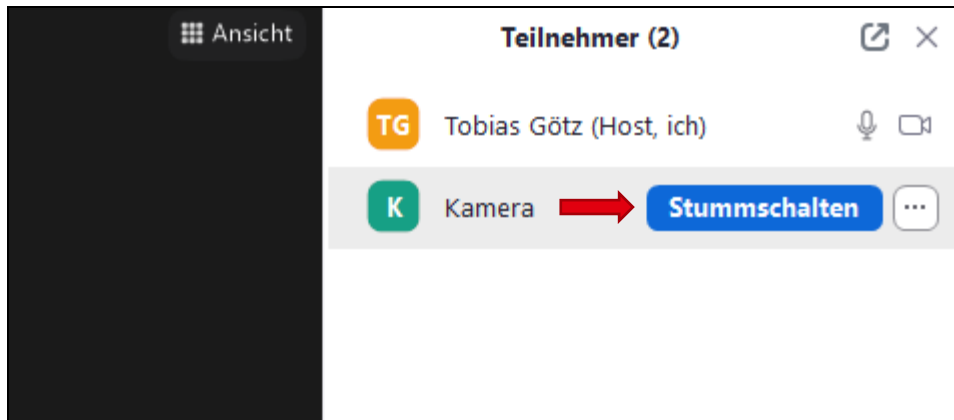 Ansicht
Teilnehmer (2)
TG Tobias Götz (Host, ich)
K Kamera Stummschalten ...